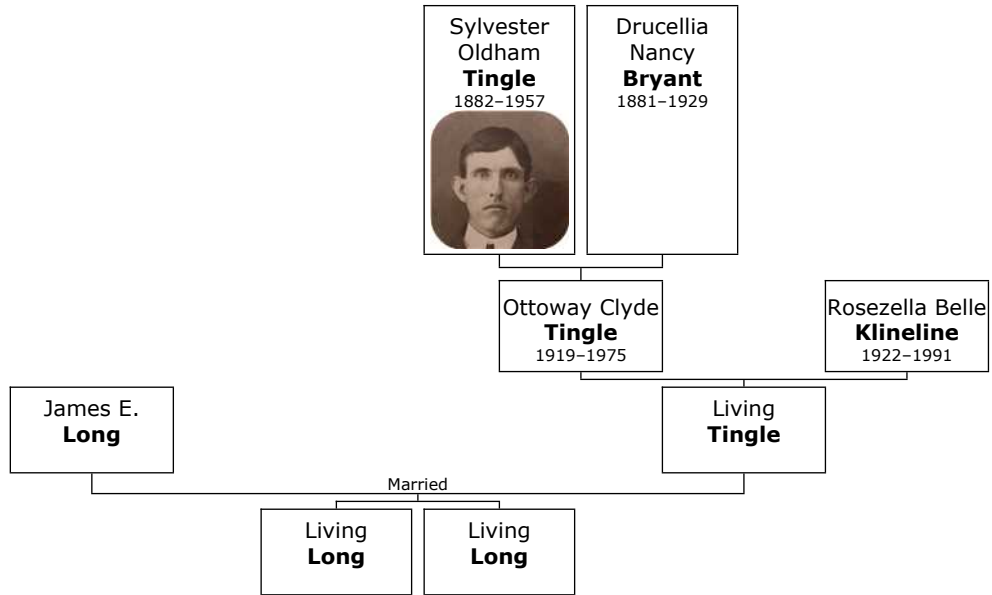 Sylvester
Oldham
Tingle
1882–1957
Drucellia
Nancy
Bryant
1881–1929
Ottoway Clyde
Tingle
1919–1975
Rosezella Belle
Klineline
1922–1991
James E.
Long
Living
Tingle
Married
Living
Long
Living
Long